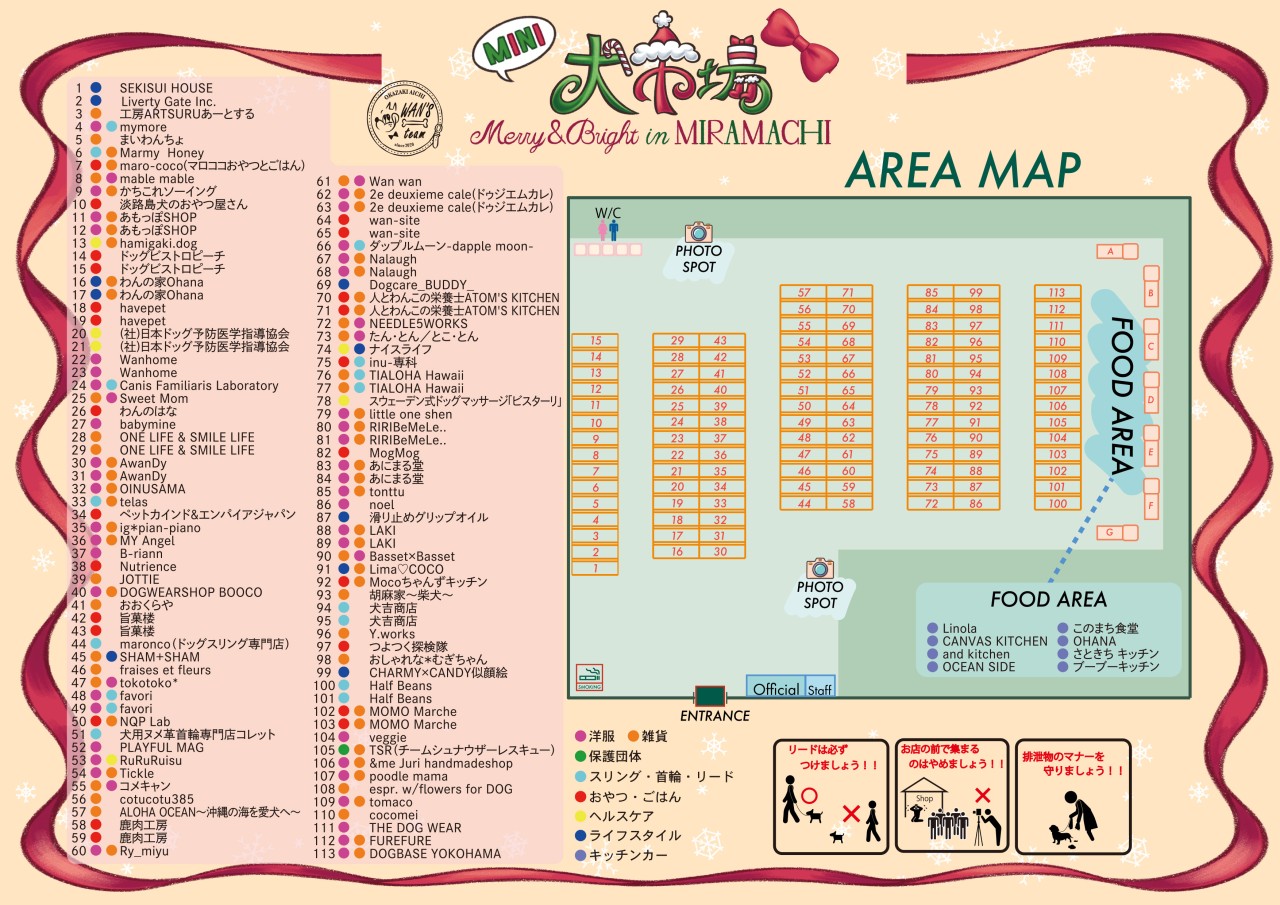 MINI
犬市場
Merry&Bright in MIRAMACHI
OKAZAKI AICHI
WAN'S
team
since 2020
1 SEKISUI HOUSE
2 Liverty Gate Inc.
3 工房ARTSURUあーとする
4 mymore
5 まいわんちょ
6 Marmy Honey
7 maro-coco(マロココおやつとごはん)
8 mable mable
9 かちこれソーイング
10 淡路島犬のおやつ屋さん
11 あもっぽSHOP
12 あもっぽSHOP
13 hamigaki.dog
14 ドッグビストロピーチ
15 ドッグビストロピーチ
16 わんの家Ohana
17 わんの家Ohana
18 havepet
19 havepet
20 (社)日本ドッグ予防医学指導協会
21 (社)日本ドッグ予防医学指導協会
22 Wanhome
23 Wanhome
24 Canis Familiaris Laboratory
25 Sweet Mom
26 わんのはな
27 babymine
28 ONE LIFE & SMILE LIFE
29 ONE LIFE & SMILE LIFE
30 AwanDy
31 AwanDy
32 OINUSAMA
33 telas
34 ペットカインド&エンパイアジャパン
35 ig*pian-piano
36 MY Angel
37 B-riann
38 Nutrience
39 JOTTIE
40 DOGWEARSHOP BOOCO
41 おおくらや
42 旨菓楼
43 旨菓楼
44 maronco(ドッグスリング専門店)
45 SHAM+SHAM
46 fraises et fleurs
47 tokotoko*
48 favori
49 favori
50 NQP Lab
51 犬用ヌメ革首輪専門店コレット
52 PLAYFUL MAG
53 RuRuRuisu
54 Tickle
55 コメキャン
56 cotucotu385
57 ALOHA OCEAN〜沖縄の海を愛犬へ〜
58 鹿肉工房
59 鹿肉工房
60 Ry_miyu
61 Wan wan
62 2e deuxieme cale(ドゥジエムカレ)
63 2e deuxieme cale(ドゥジエムカレ)
64 wan-site
65 wan-site
66 ダップルムーン-dapple moon-
67 Nalaugh
68 Nalaugh
69 Dogcare_BUDDY_
70 人とわんこの栄養士ATOM'S KITCHEN
71 人とわんこの栄養士ATOM'S KITCHEN
72 NEEDLE5WORKS
73 たん・とん／とこ・とん
74 ナイスライフ
75 inu-専科
76 TIALOHA Hawaii
77 TIALOHA Hawaii
78 スウェーデン式ドッグマッサージ「ビスターリ」
79 little one shen
80 RIRIBeMeLe..
81 RIRIBeMeLe..
82 MogMog
83 あにまる堂
84 あにまる堂
85 tonttu
86 noel
87 滑り止めグリップオイル
88 LAKI
89 LAKI
90 Basset×Basset
91 Lima♡COCO
92 Mocoちゃんずキッチン
93 胡麻家〜柴犬〜
94 犬吉商店
95 犬吉商店
96 Y.works
97 つよつく探検隊
98 おしゃれな*むぎちゃん
99 CHARMY×CANDY似顔絵
100 Half Beans
101 Half Beans
102 MOMO Marche
103 MOMO Marche
104 veggie
105 TSR(チームシュナウザーレスキュー)
106 &me Juri handmadeshop
107 poodle mama
108 espr. w/flowers for DOG
109 tomaco
110 cocomei
111 THE DOG WEAR
112 FUREFURE
113 DOGBASE YOKOHAMA
AREA MAP
W/C
PHOTO
SPOT
15
14
13
12
11
10
9
8
7
6
5
4
3
2
1
29 43
28 42
27 41
26 40
25 39
24 38
23 37
22 36
21 35
20 34
19 33
18 32
17 31
16 30
57 71
56 70
55 69
54 68
53 67
52 66
51 65
50 64
49 63
48 62
47 61
46 60
45 59
44 58
85 99
84 98
83 97
82 96
81 95
80 94
79 93
78 92
77 91
76 90
75 89
74 88
73 87
72 86
113
112
111
110
109
108
107
106
105
104
103
102
101
100
FOOD AREA
A
B
C
D
E
F
G
PHOTO
SPOT
FOOD AREA
Linola
CANVAS KITCHEN
and kitchen
OCEAN SIDE
このまち食堂
OHANA
さときち キッチン
ブーブーキッチン
SMOKING
Official Staff
ENTRANCE
洋服 雑貨
保護団体
スリング・首輪・リード
おやつ・ごはん
ヘルスケア
ライフスタイル
キッチンカー
リードは必ず
つけましょう！！
お店の前で集まる
のはやめましょう！！
Shop
排泄物のマナーを
守りましょう！！